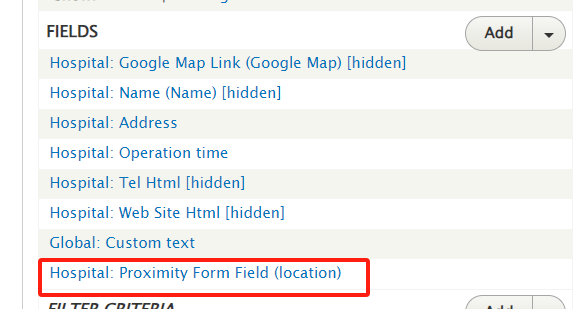 FIELDS
Add
Hospital: Google Map Link (Google Map) [hidden]
Hospital: Name (Name) [hidden]
Hospital: Address
Hospital: Operation time
Hospital: Tel Html [hidden]
Hospital: Web Site Html [hidden]
Global: Custom text
Hospital: Proximity Form Field (location)
FILTER CRITERIA
Add